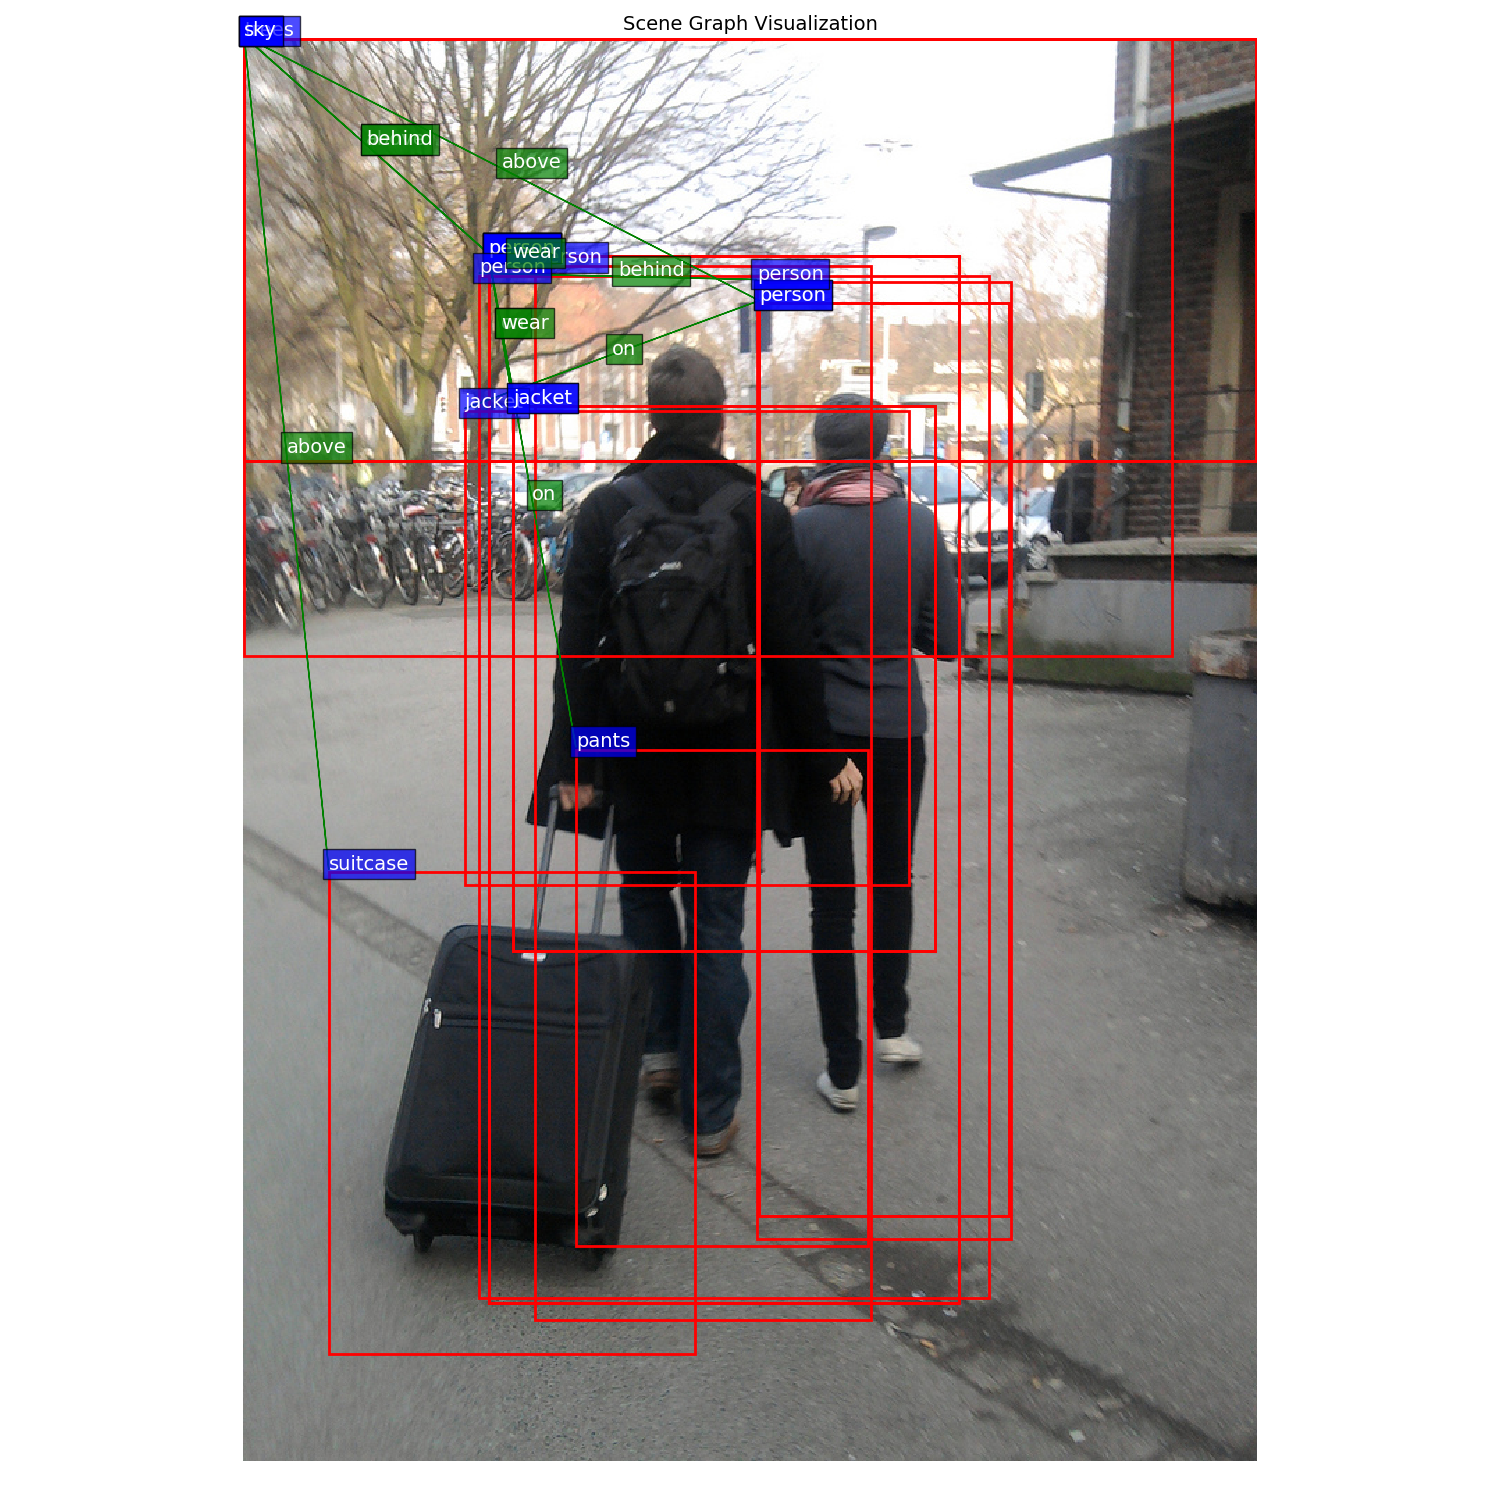 Scene Graph Visualization
sky
behind
above
person
wear
person
behind
person
person
wear
on
jacket
jacket
above
on
pants
suitcase